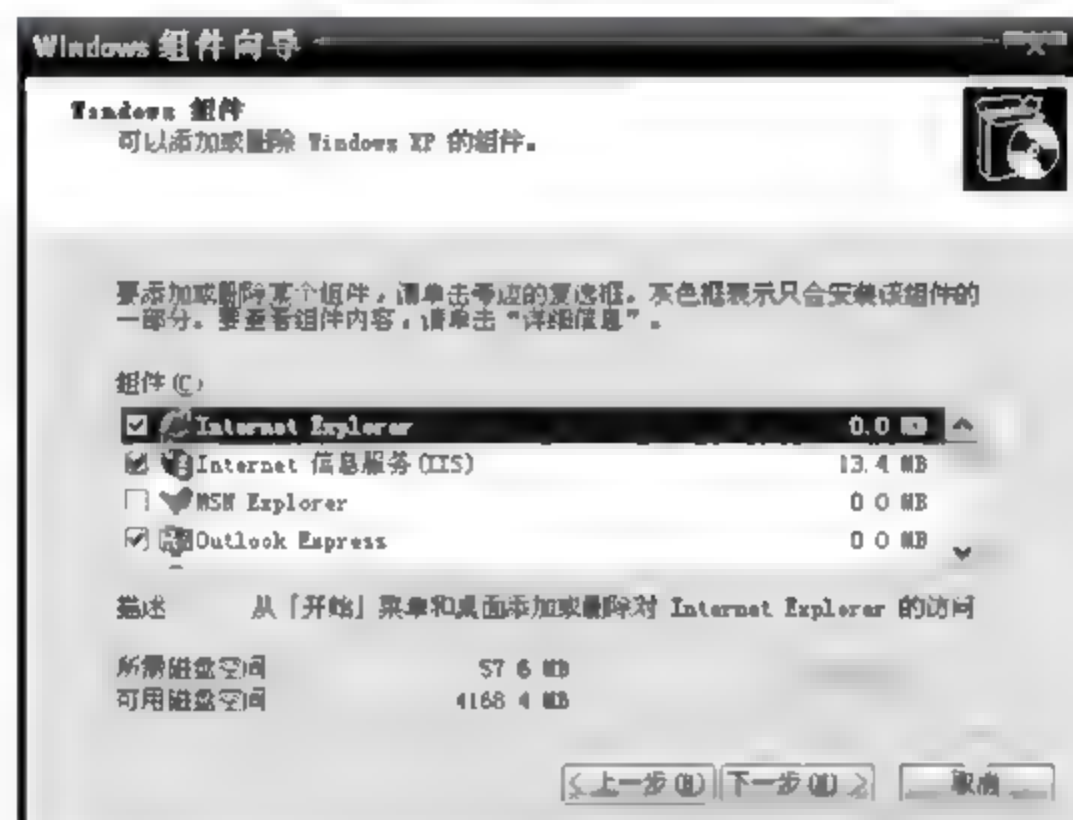 Windows 组件向导
Windows 组件
可以添加或删除 Windows XP 的组件。
要添加或删除某个组件，请单击旁边的复选框。灰色框表示只会安装该组件的
一部分。要查看组件内容，请单击“详细信息”。
组件(C)
Internet Explorer 0.0 MB
Internet 信息服务(IIS) 13.4 MB
MSN Explorer 0 0 MB
Outlook Express 0 0 MB
描述 从「开始」菜单和桌面添加或删除对 Internet Explorer 的访问
所需磁盘空间 57 6 MB
可用磁盘空间 4168 4 MB
< 上一步(B) 下一步(N) > 取消